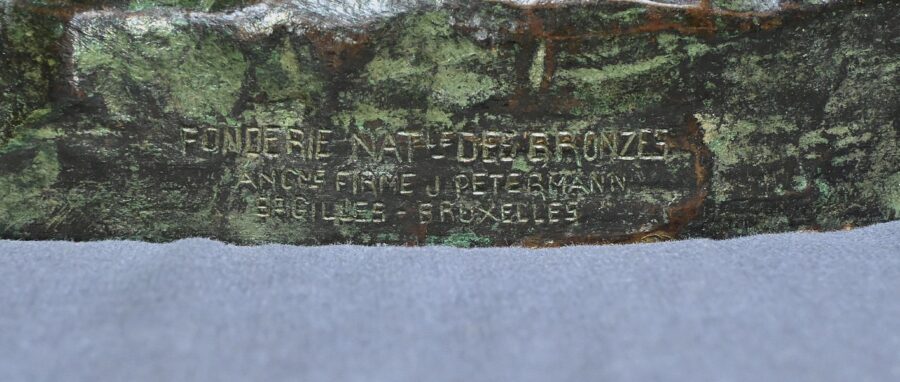 FONDERIE NATLE DES BRONZES
ANCNE FIRME J. PETERMANN
ST GILLES - BRUXELLES